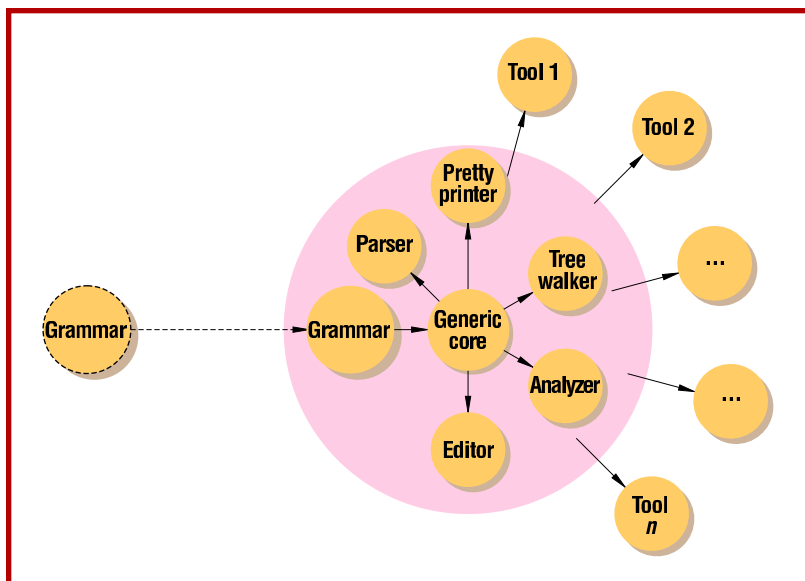 Tool 1
Tool 2
Pretty
printer
Parser
Tree
walker
...
Grammar
Grammar
Generic
core
Analyzer
...
Editor
Tool
n